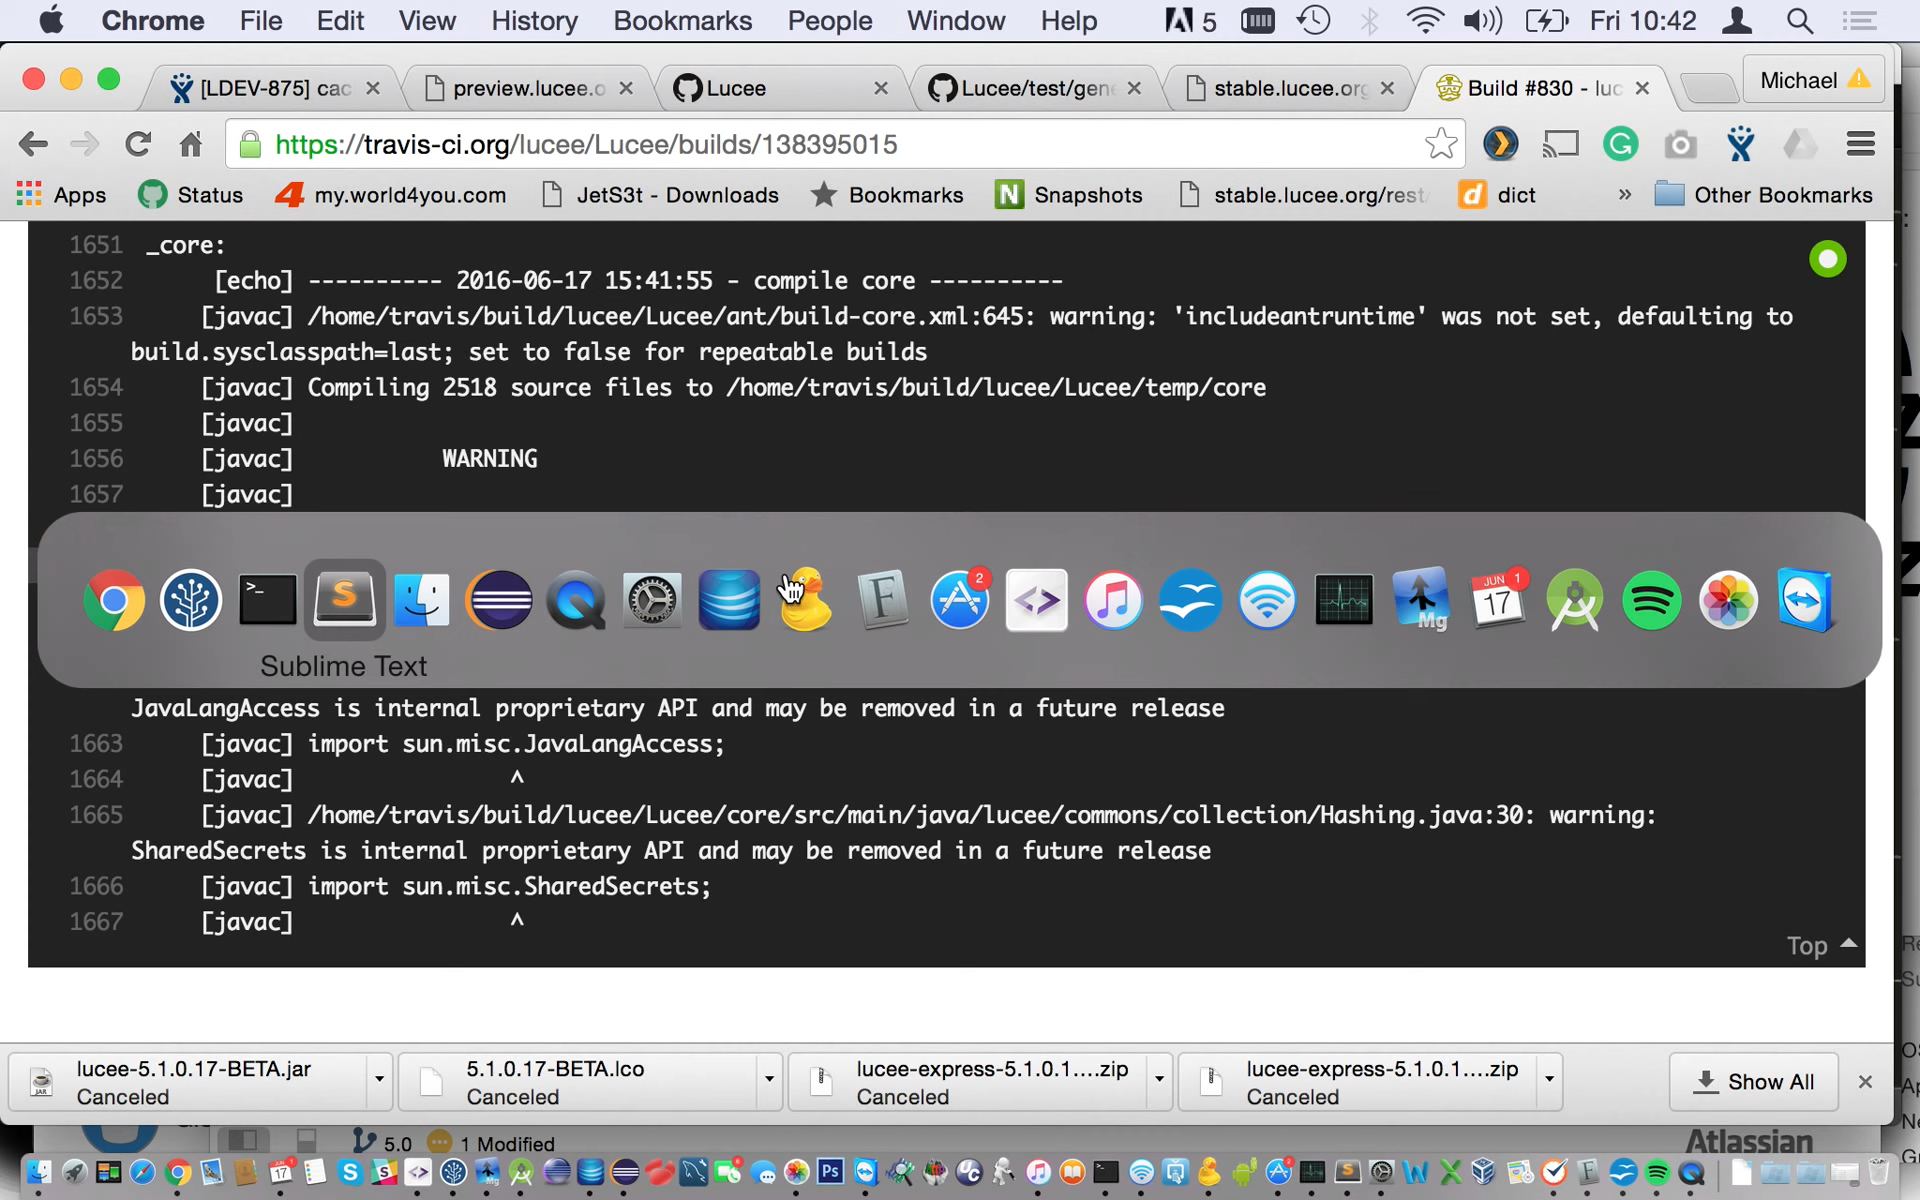 Chrome File Edit View History Bookmarks People Window Help 5 Fri 10:42
[LDEV-875] cac preview.lucee.o Lucee Lucee/test/gene stable.lucee.org Build #830 - luc Michael
https://travis-ci.org/lucee/Lucee/builds/138395015
Apps Status my.world4you.com JetS3t - Downloads Bookmarks Snapshots stable.lucee.org/rest dict » Other Bookmarks
1651 _core:
1652 [echo] ---------- 2016-06-17 15:41:55 - compile core ----------
1653 [javac] /home/travis/build/lucee/Lucee/ant/build-core.xml:645: warning: 'includeantruntime' was not set, defaulting to
build.sysclasspath=last; set to false for repeatable builds
1654 [javac] Compiling 2518 source files to /home/travis/build/lucee/Lucee/temp/core
1655 [javac]
1656 [javac] WARNING
1657 [javac]
2 JUN 1
17
Mg
Sublime Text
JavaLangAccess is internal proprietary API and may be removed in a future release
1663 [javac] import sun.misc.JavaLangAccess;
1664 [javac] ^
1665 [javac] /home/travis/build/lucee/Lucee/core/src/main/java/lucee/commons/collection/Hashing.java:30: warning:
SharedSecrets is internal proprietary API and may be removed in a future release
1666 [javac] import sun.misc.SharedSecrets;
1667 [javac] ^
Top
lucee-5.1.0.17-BETA.jar 5.1.0.17-BETA.lco lucee-express-5.1.0.1....zip lucee-express-5.1.0.1....zip
Canceled Canceled Canceled Canceled Show All
5.0 1 Modified Atlassian